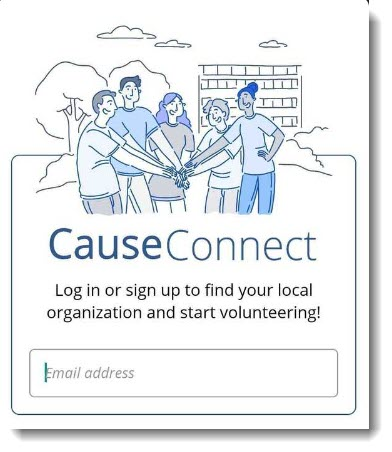 CauseConnect
Log in or sign up to find your local
organization and start volunteering!
Email address